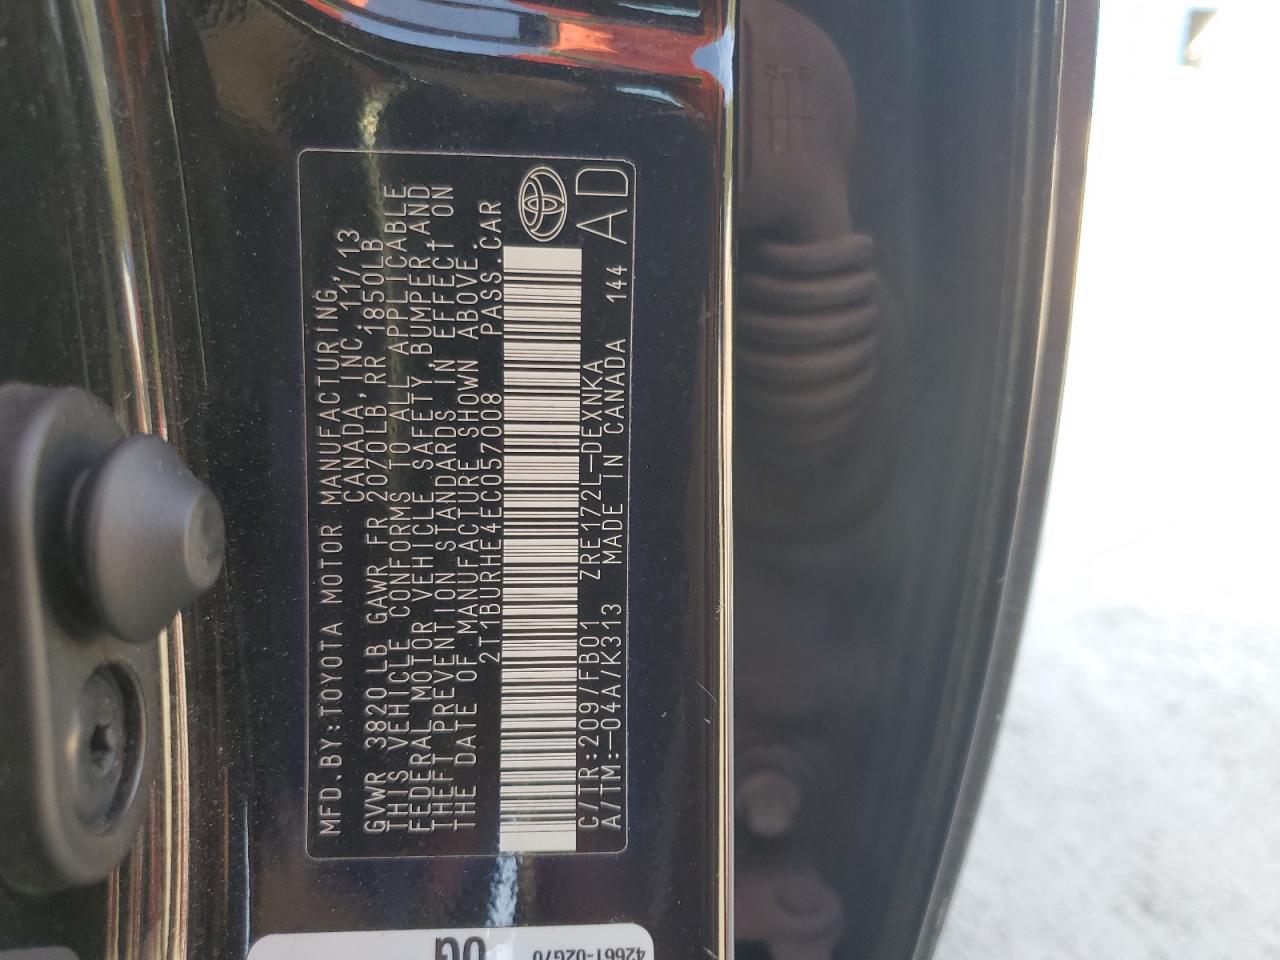 MFD.BY:TOYOTA MOTOR MANUFACTURING,
CANADA,INC. 11/13
GVWR 3820LB GAWR FR 2070LB,RR 1850LB
THIS VEHICLE CONFORMS TO ALL APPLICABLE
FEDERAL MOTOR VEHICLE SAFETY,BUMPER,AND
THEFT PREVENTION STANDARDS IN EFFECT ON
THE DATE OF MANUFACTURE SHOWN ABOVE.
2T1BURHE4EC057008 PASS.CAR
C/TR:209/FB01 ZRE172L-DEXNKA
A/TM:-04A/K313 MADE IN CANADA 144 AD
42661-02G70